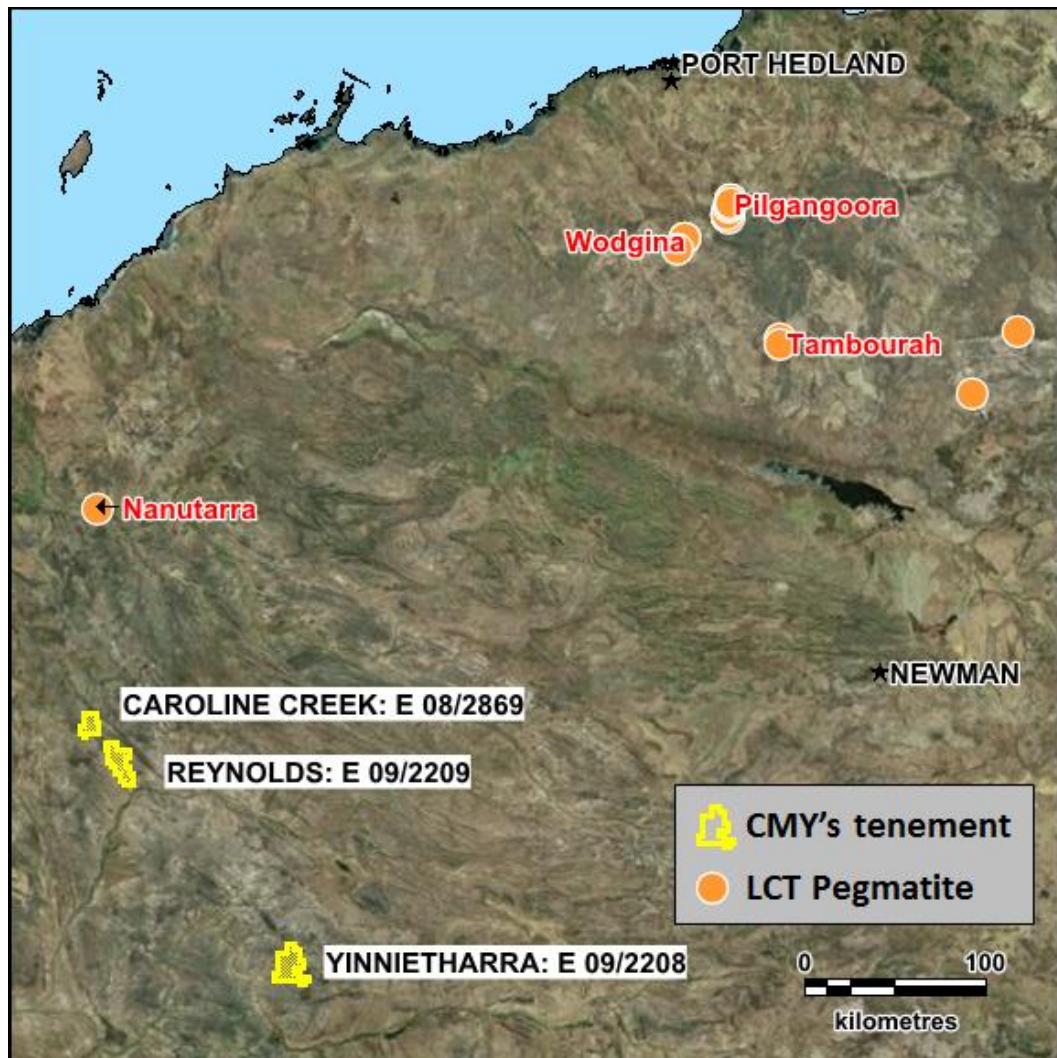 PORT HEDLAND
Pilgangoora
Wodgina
Tambourah
Nanutarra
NEWMAN
CAROLINE CREEK: E 08/2869
REYNOLDS: E 09/2209
CMY's tenement
LCT Pegmatite
YINNIETHARRA: E 09/2208
0 100
kilometres